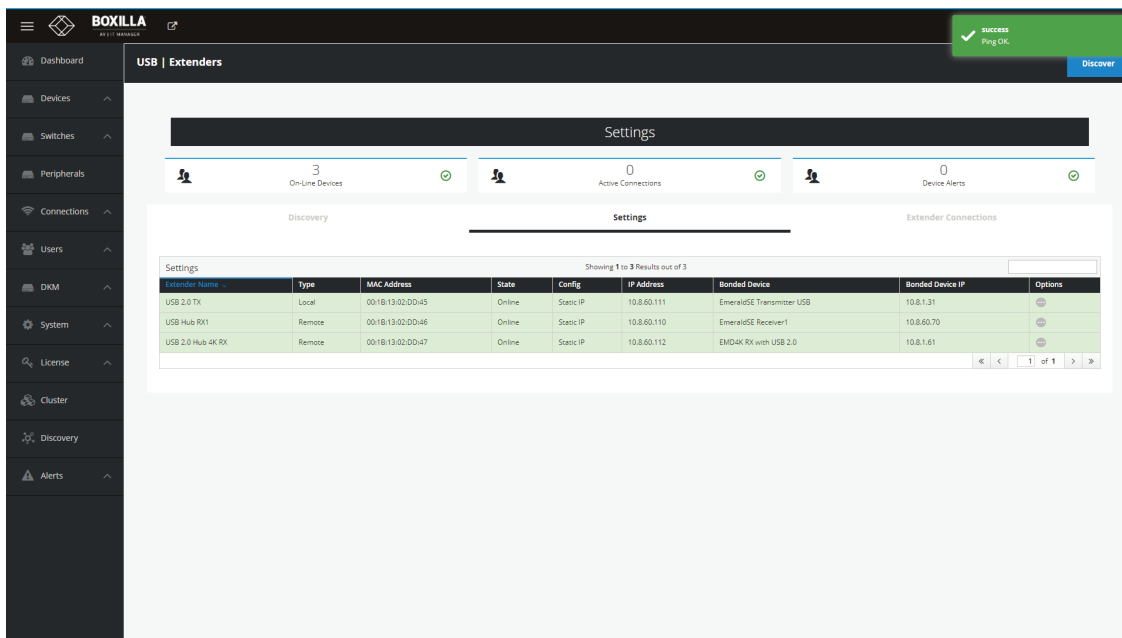 BOXILLA
AV | IT MANAGER
success
Ping OK.
Dashboard
USB | Extenders
Discover
Devices
Switches
Peripherals
Connections
Users
DKM
System
License
Cluster
Discovery
Alerts
Settings
3
On-Line Devices
0
Active Connections
0
Device Alerts
Discovery Settings Extender Connections
Settings Showing 1 to 3 Results out of 3
Extender Name Type MAC Address State Config IP Address Bonded Device Bonded Device IP Options
USB 2.0 TX Local 00:1B:13:02:DD:45 Online Static IP 10.8.60.111 EmeraldSE Transmitter USB 10.8.1.31
USB Hub RX1 Remote 00:1B:13:02:DD:46 Online Static IP 10.8.60.110 EmeraldSE Receiver1 10.8.60.70
USB 2.0 Hub 4K RX Remote 00:1B:13:02:DD:47 Online Static IP 10.8.60.112 EMD4K RX with USB 2.0 10.8.1.61
« < 1 of 1 > »